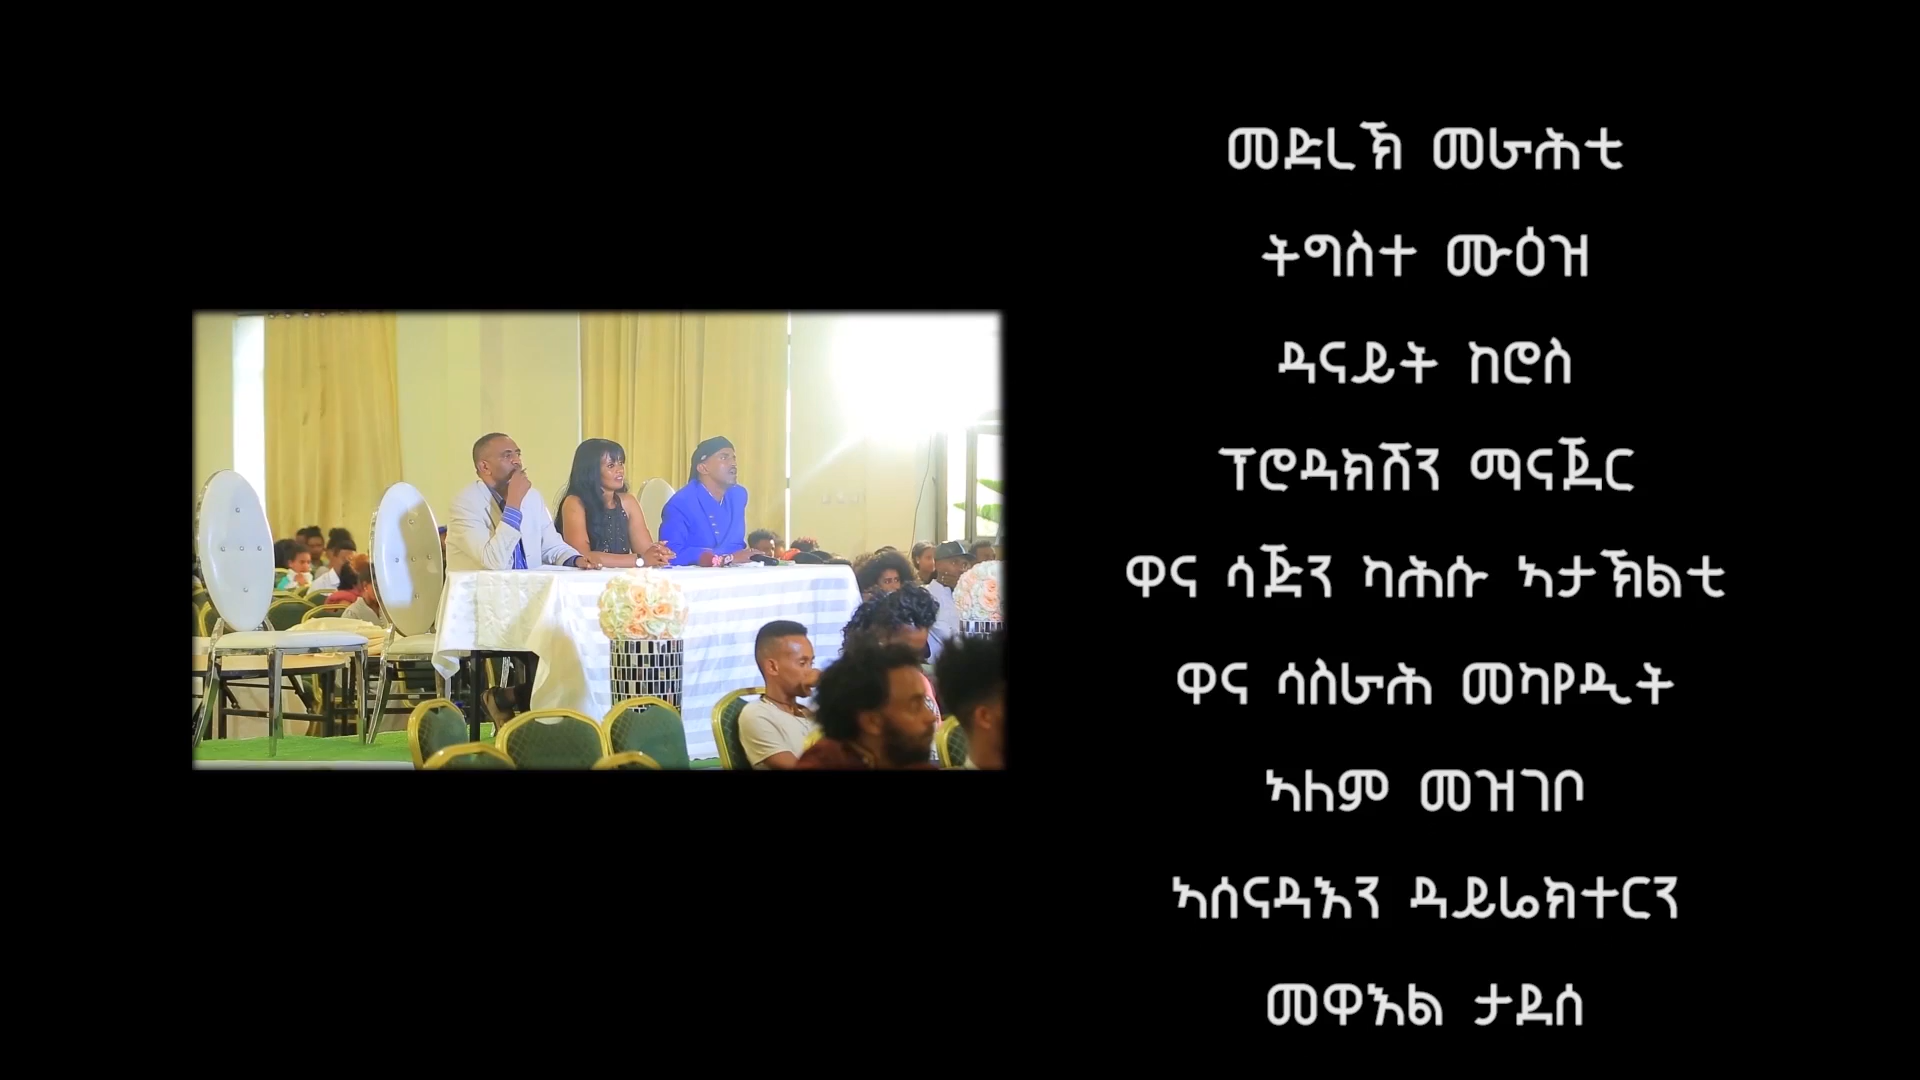 መድረኽ መራሕቲ
ትግስተ ሙዕዝ
ዳናይት ከሮስ
ፕሮዳክሽን ማናጀር
ዋና ሳጅን ካሕሱ ኣታኽልቲ
ዋና ሳስራሕ መካየዲት
ኣለም መዝገቦ
ኣሰናዳእን ዳይሬክተርን
መዋእል ታደሰ